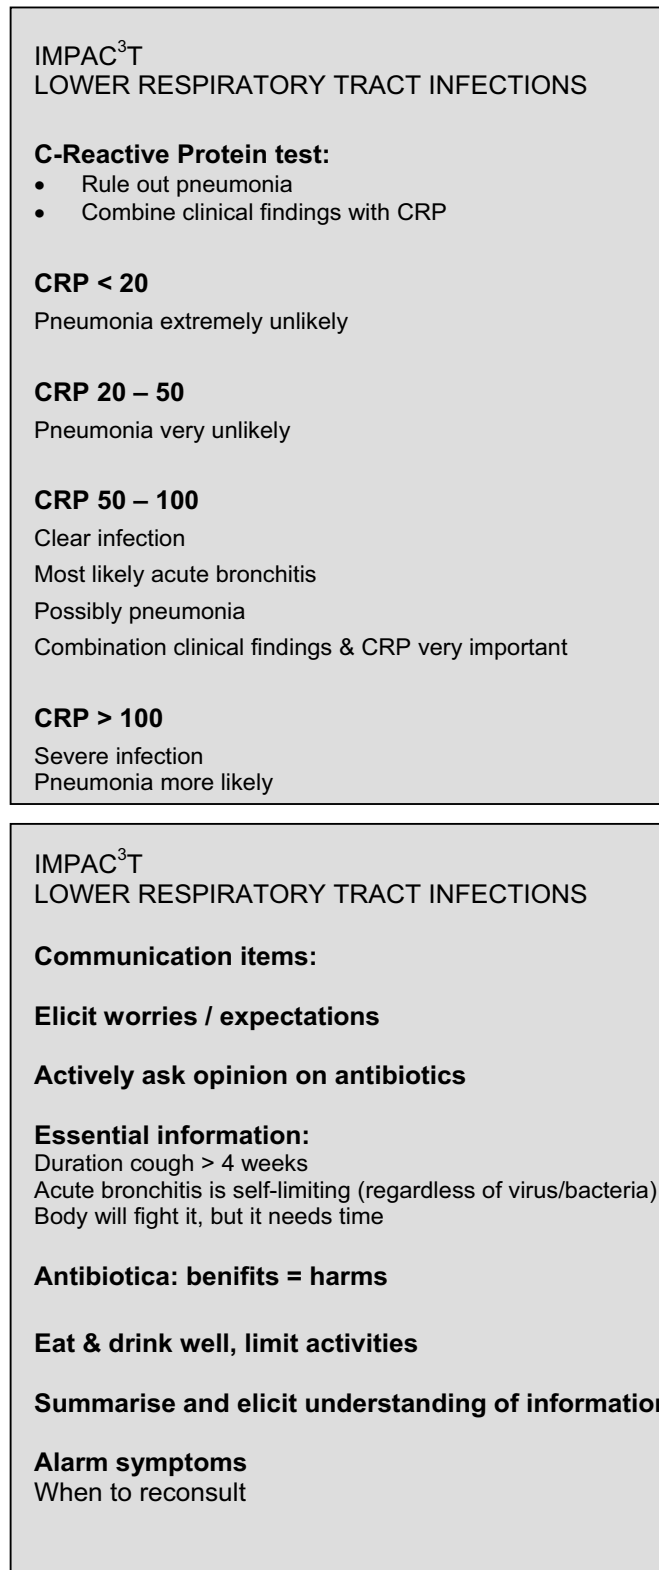 IMPAC³T
LOWER RESPIRATORY TRACT INFECTIONS
C-Reactive Protein test:
• Rule out pneumonia
• Combine clinical findings with CRP
CRP < 20
Pneumonia extremely unlikely
CRP 20 – 50
Pneumonia very unlikely
CRP 50 – 100
Clear infection
Most likely acute bronchitis
Possibly pneumonia
Combination clinical findings & CRP very important
CRP > 100
Severe infection
Pneumonia more likely
IMPAC³T
LOWER RESPIRATORY TRACT INFECTIONS
Communication items:
Elicit worries / expectations
Actively ask opinion on antibiotics
Essential information:
Duration cough > 4 weeks
Acute bronchitis is self-limiting (regardless of virus/bacteria)
Body will fight it, but it needs time
Antibiotica: benifits = harms
Eat & drink well, limit activities
Summarise and elicit understanding of information
Alarm symptoms
When to reconsult